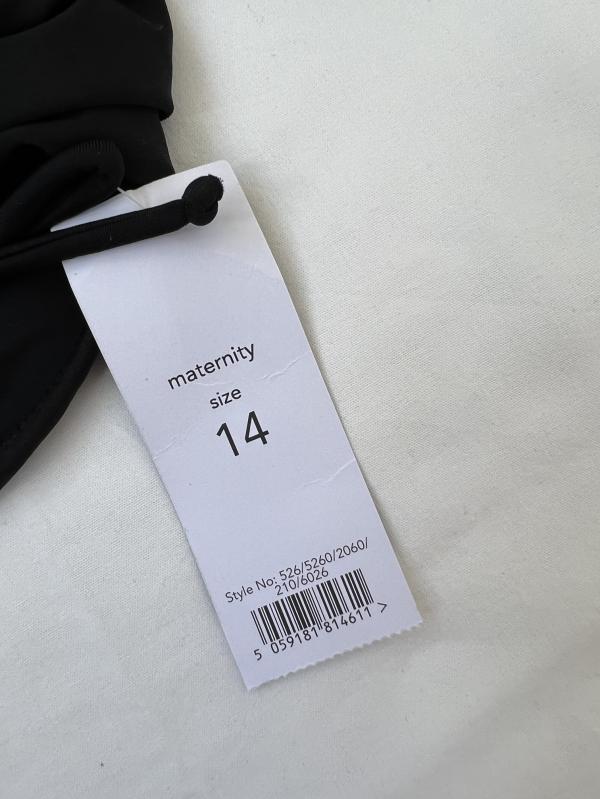 maternity
size
14
Style No: 526/5260/2060/
210/6026
5 059181 814611 >